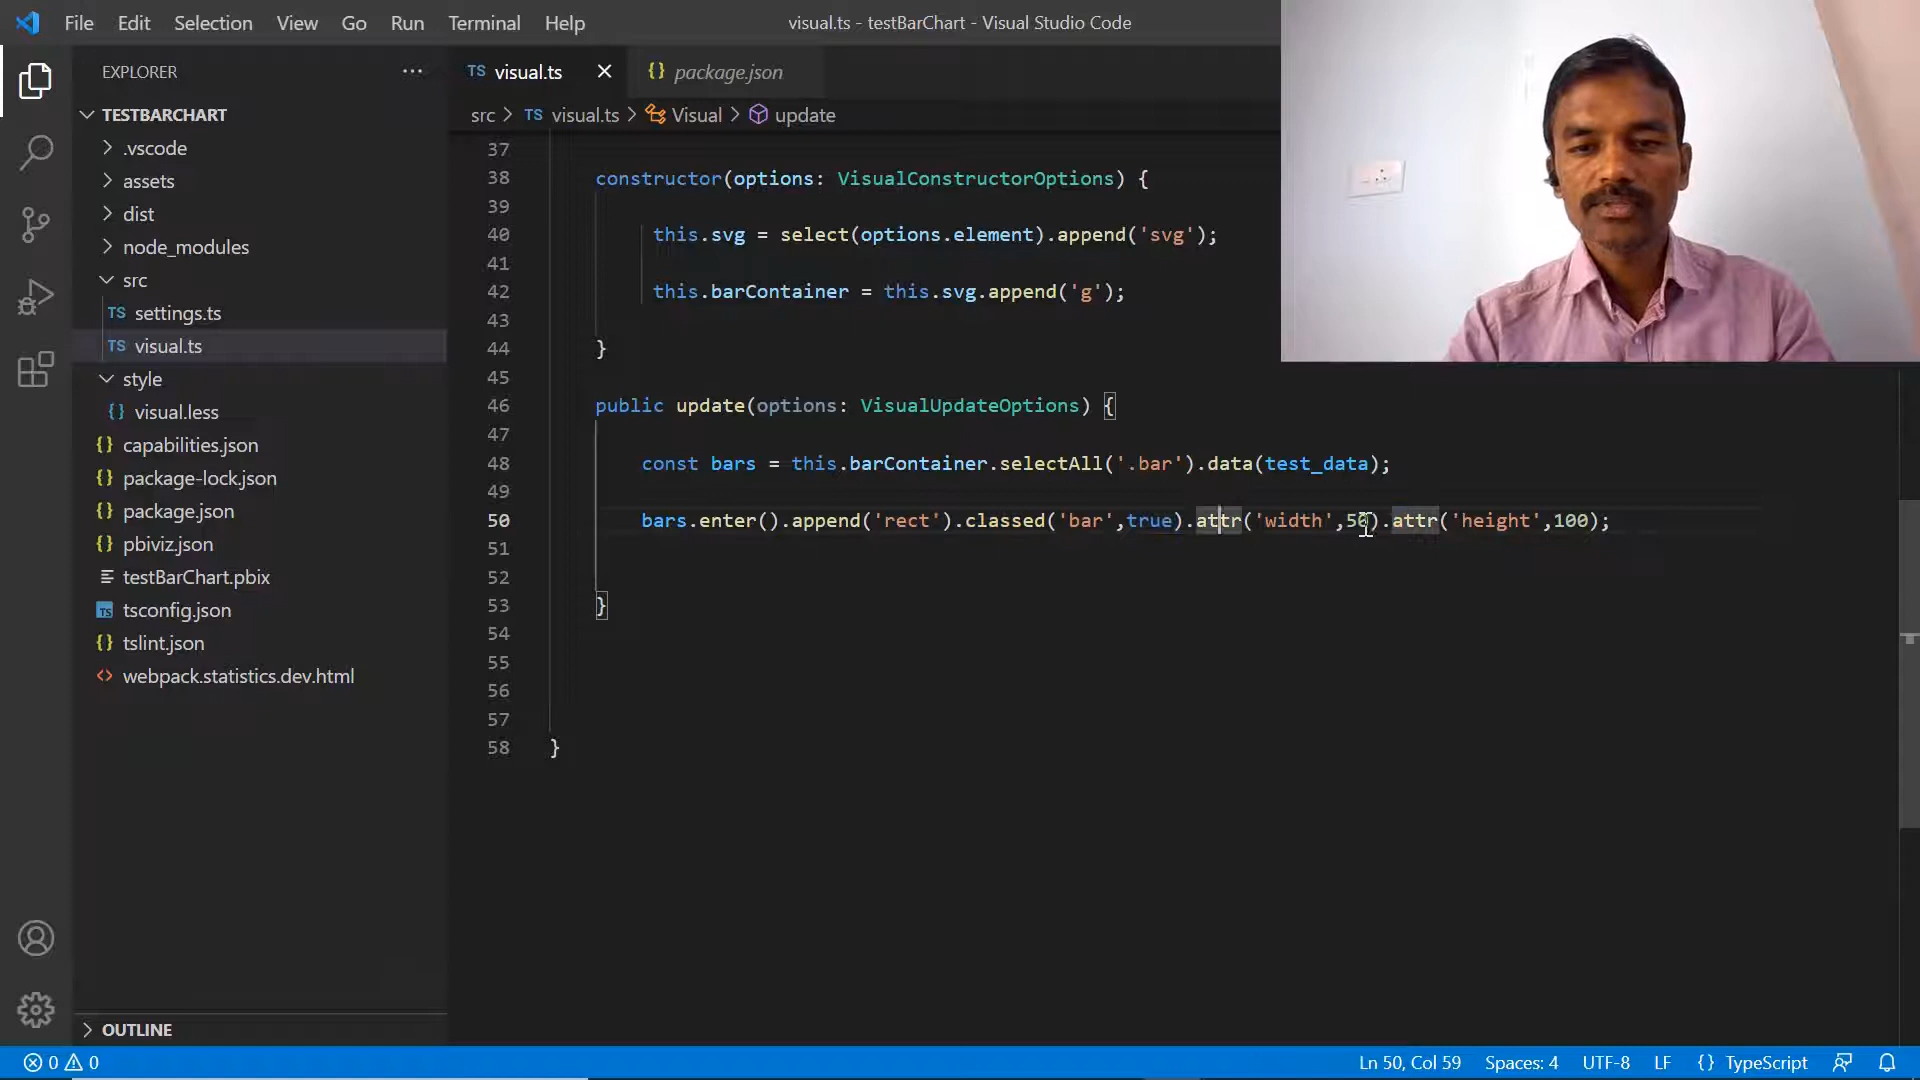 File Edit Selection View Go Run Terminal Help
visual.ts - testBarChart - Visual Studio Code
EXPLORER ···
TS visual.ts
{} package.json
TESTBARCHART
src > TS visual.ts > Visual > update
.vscode
assets
dist
node_modules
src
TS settings.ts
TS visual.ts
style
{} visual.less
{} capabilities.json
{} package-lock.json
{} package.json
{} pbiviz.json
testBarChart.pbix
TS tsconfig.json
{} tslint.json
<> webpack.statistics.dev.html
OUTLINE
37
38 constructor(options: VisualConstructorOptions) {
39
40 this.svg = select(options.element).append('svg');
41
42 this.barContainer = this.svg.append('g');
43
44 }
45
46 public update(options: VisualUpdateOptions) {
47
48 const bars = this.barContainer.selectAll('.bar').data(test_data);
49
50 bars.enter().append('rect').classed('bar',true).attr('width',50).attr('height',100);
51
52
53 }
54
55
56
57
58 }
0 0 Ln 50, Col 59 Spaces: 4 UTF-8 LF {} TypeScript